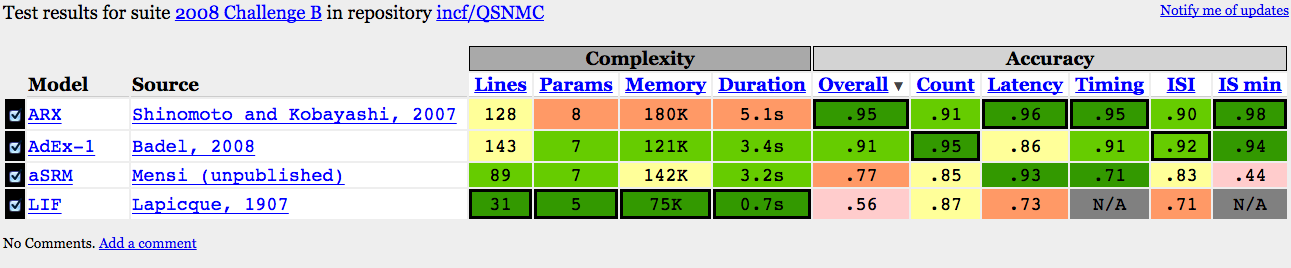 Test results for suite 2008 Challenge B in repository incf/QSNMC
Notify me of updates
Complexity Accuracy
Model Source Lines Params Memory Duration Overall ▼ Count Latency Timing ISI IS min
ARX Shinomoto and Kobayashi, 2007 128 8 180K 5.1s .95 .91 .96 .95 .90 .98
AdEx-1 Badel, 2008 143 7 121K 3.4s .91 .95 .86 .91 .92 .94
aSRM Mensi (unpublished) 89 7 142K 3.2s .77 .85 .93 .71 .83 .44
LIF Lapicque, 1907 31 5 75K 0.7s .56 .87 .73 N/A .71 N/A
No Comments. Add a comment